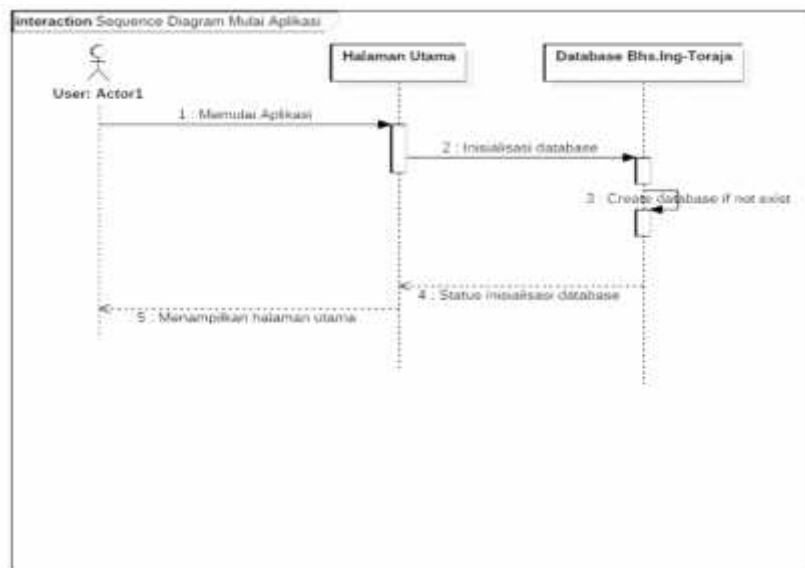 interaction Sequence Diagram Mulai Aplikasi
User: Actor1
Halaman Utama
Database Bhs.Ing-Toraja
1 : Memulai Aplikasi
2 : Inisialisasi database
3 : Create database if not exist
4 : Status inisialisasi database
5 : Menampilkan halaman utama